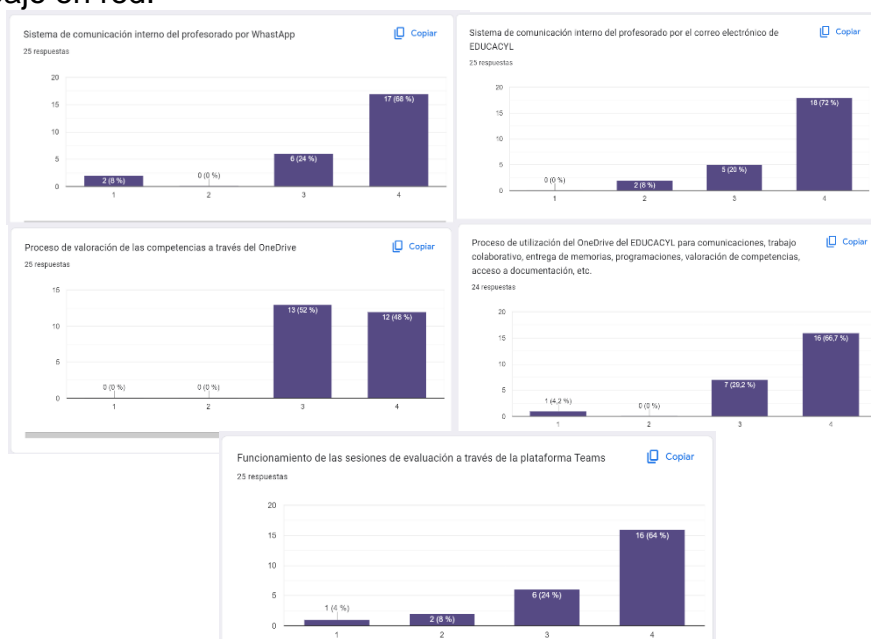 Sistema de comunicación interno del profesorado por WhastApp
Copiar
25 respuestas
20
15
10
5
0
2 (8 %)
0 (0 %)
6 (24 %)
17 (68 %)
1
2
3
4
Sistema de comunicación interno del profesorado por el correo electrónico de
EDUCACYL
Copiar
25 respuestas
20
15
10
5
0
0 (0 %)
2 (8 %)
5 (20 %)
18 (72 %)
1
2
3
4
Proceso de valoración de las competencias a través del OneDrive
Copiar
25 respuestas
15
10
5
0
0 (0 %)
0 (0 %)
13 (52 %)
12 (48 %)
1
2
3
4
Proceso de utilización del OneDrive del EDUCACYL para comunicaciones, trabajo
colaborativo, entrega de memorias, programaciones, valoración de competencias,
acceso a documentación, etc.
Copiar
24 respuestas
20
15
10
5
0
1 (4,2 %)
0 (0 %)
7 (29,2 %)
16 (66,7 %)
1
2
3
4
Funcionamiento de las sesiones de evaluación a través de la plataforma Teams
Copiar
25 respuestas
20
15
10
5
0
1 (4 %)
2 (8 %)
6 (24 %)
16 (64 %)
1
2
3
4